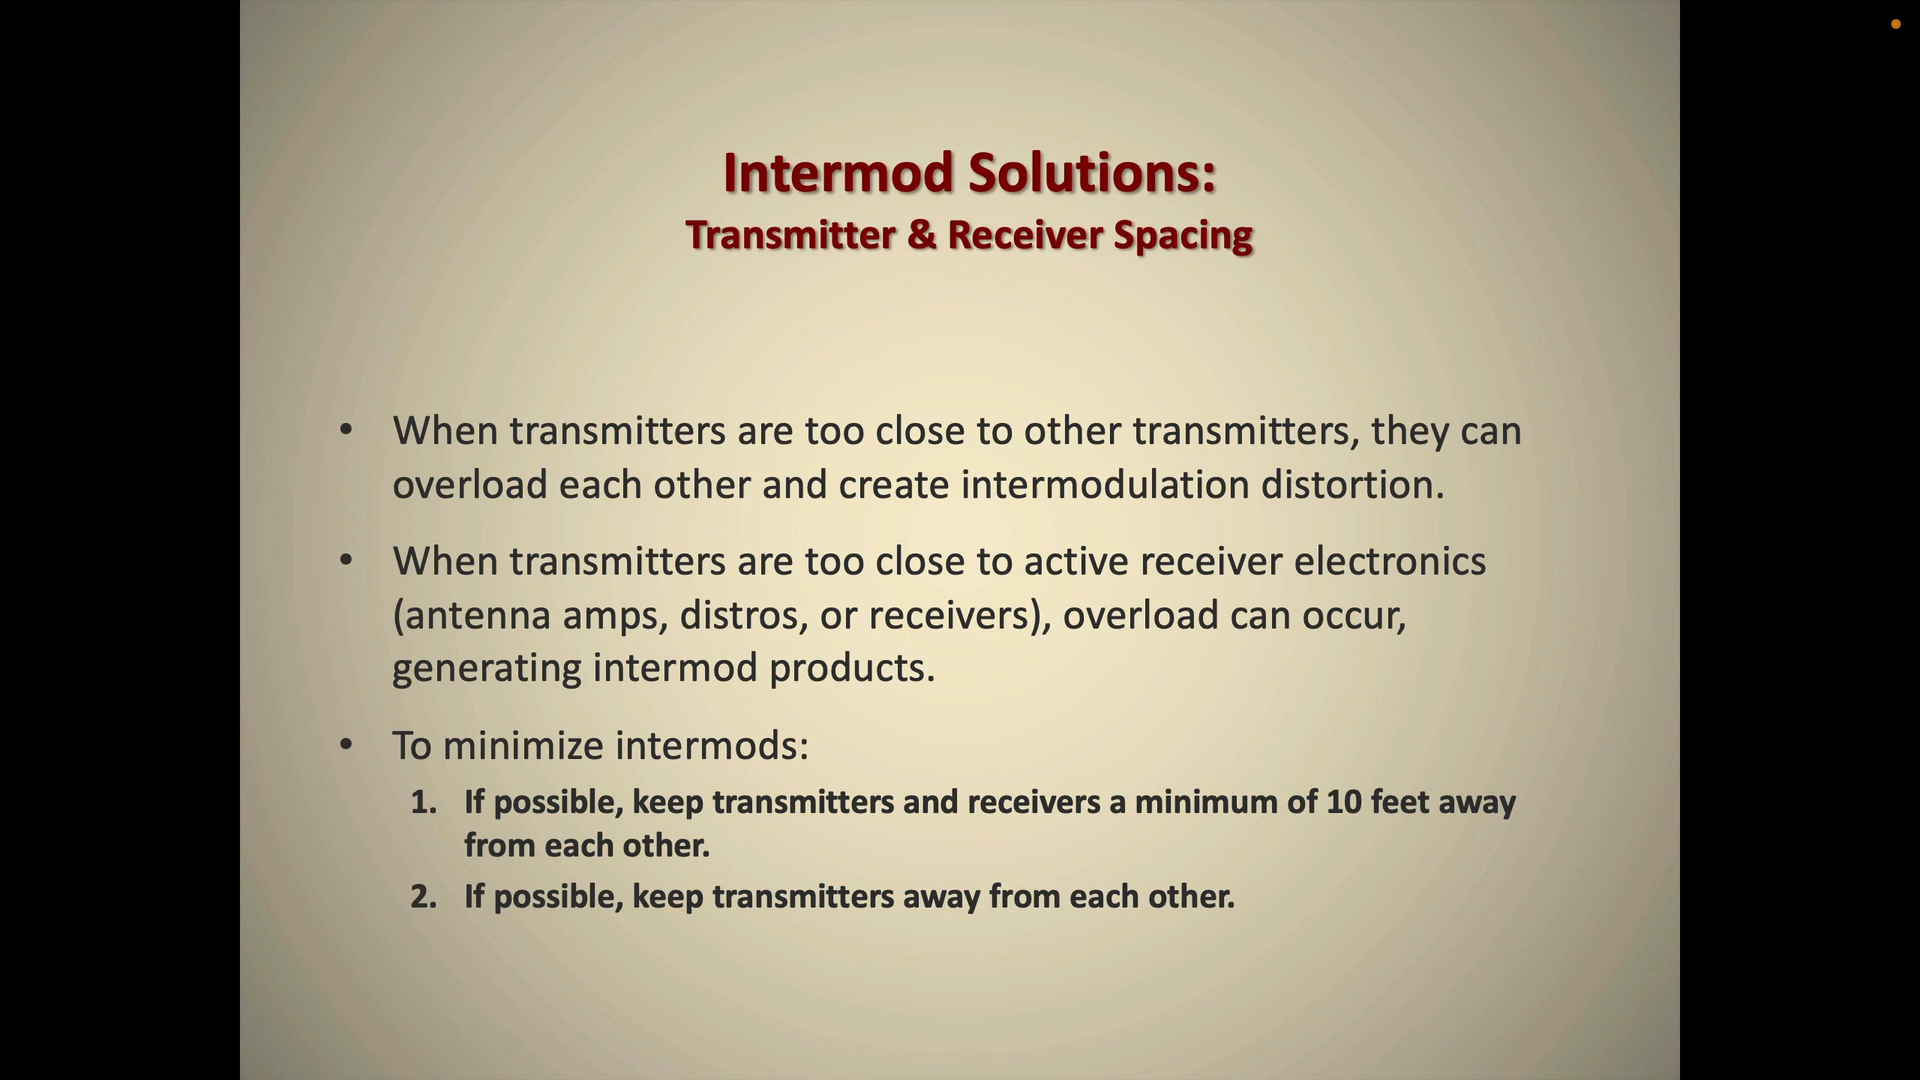 Intermod Solutions:
Transmitter & Receiver Spacing
• When transmitters are too close to other transmitters, they can
overload each other and create intermodulation distortion.
• When transmitters are too close to active receiver electronics
(antenna amps, distros, or receivers), overload can occur,
generating intermod products.
• To minimize intermods:
1. If possible, keep transmitters and receivers a minimum of 10 feet away
from each other.
2. If possible, keep transmitters away from each other.